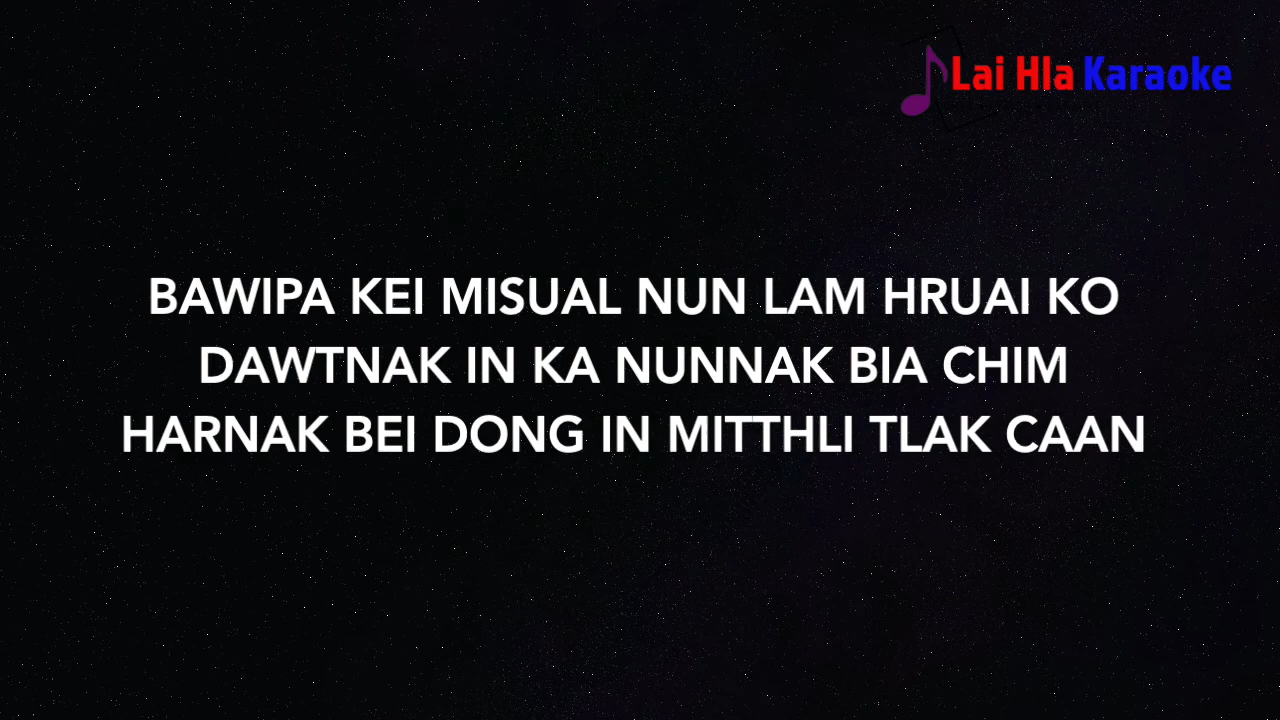 Lai Hla Karaoke
BAWIPA KEI MISUAL NUN LAM HRUAI KO
DAWTNAK IN KA NUNNAK BIA CHIM
HARNAK BEI DONG IN MITTHLI TLAK CAAN